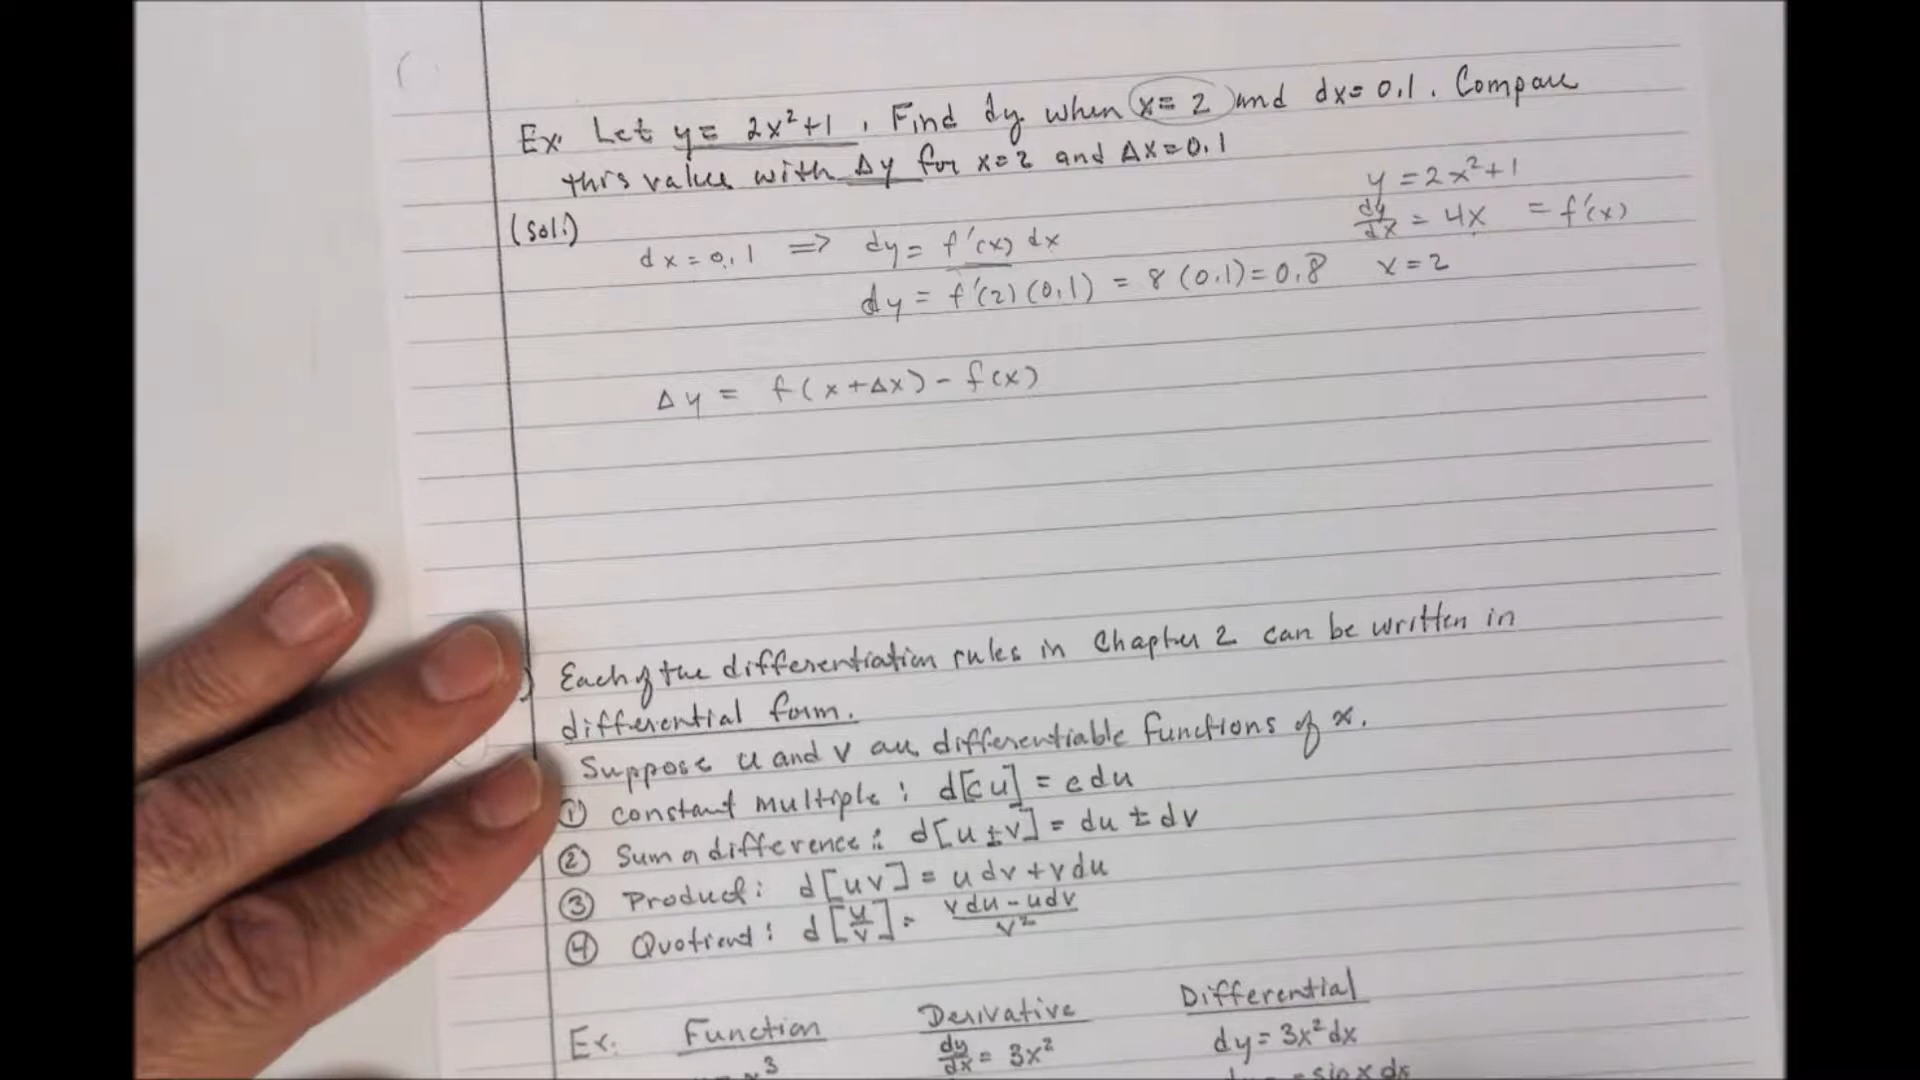 Ex. Let y = 2x²+1, Find dy when x = 2 and dx = 0.1. Compare
this value with Δy for x=2 and Δx=0.1
y = 2x²+1
(Sol.)
dy/dx = 4x = f'(x)
dx = 0.1 => dy = f'(x) dx
x = 2
dy = f'(2)(0.1) = 8(0.1) = 0.8
Δy = f(x+Δx) - f(x)
Each of the differentiation rules in Chapter 2 can be written in
differential form.
Suppose u and v are differentiable functions of x.
① constant multiple: d[cu] = c du
② Sum or difference: d[u ± v] = du ± dv
③ Product: d[uv] = u dv + v du
④ Quotient: d[u/v] = (v du - u dv)/v²
Ex. Function Derivative Differential
dy/dx = 3x² dy = 3x² dx